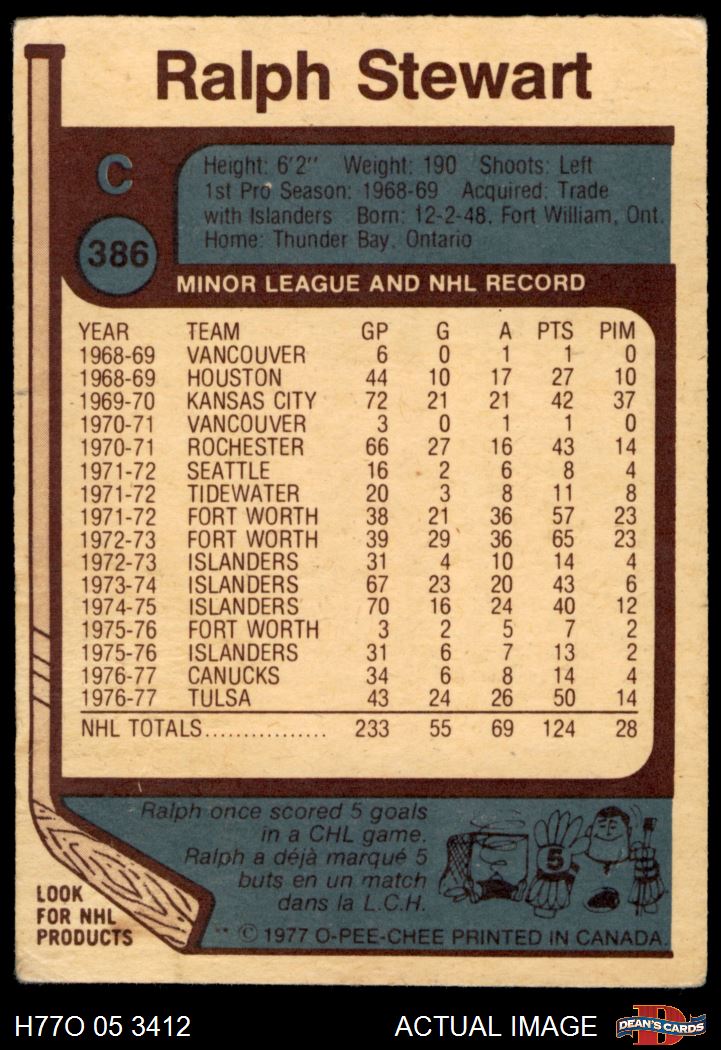 Ralph Stewart
C
386
Height: 6'2" Weight: 190 Shoots: Left
1st Pro Season: 1968-69 Acquired: Trade
with Islanders Born: 12-2-48, Fort William, Ont.
Home: Thunder Bay, Ontario
MINOR LEAGUE AND NHL RECORD
YEAR TEAM GP G A PTS PIM
1968-69 VANCOUVER 6 0 1 1 0
1968-69 HOUSTON 44 10 17 27 10
1969-70 KANSAS CITY 72 21 21 42 37
1970-71 VANCOUVER 3 0 1 1 0
1970-71 ROCHESTER 66 27 16 43 14
1971-72 SEATTLE 16 2 6 8 4
1971-72 TIDEWATER 20 3 8 11 8
1971-72 FORT WORTH 38 21 36 57 23
1972-73 FORT WORTH 39 29 36 65 23
1972-73 ISLANDERS 31 4 10 14 4
1973-74 ISLANDERS 67 23 20 43 6
1974-75 ISLANDERS 70 16 24 40 12
1975-76 FORT WORTH 3 2 5 7 2
1975-76 ISLANDERS 31 6 7 13 2
1976-77 CANUCKS 34 6 8 14 4
1976-77 TULSA 43 24 26 50 14
NHL TOTALS................ 233 55 69 124 28
Ralph once scored 5 goals
in a CHL game.
Ralph a déjà marqué 5
buts en un match
dans la L.C.H.
5
LOOK
FOR NHL
PRODUCTS
** © 1977 O-PEE-CHEE PRINTED IN CANADA.
H77O 05 3412 ACTUAL IMAGE
D
DEAN'S CARDS